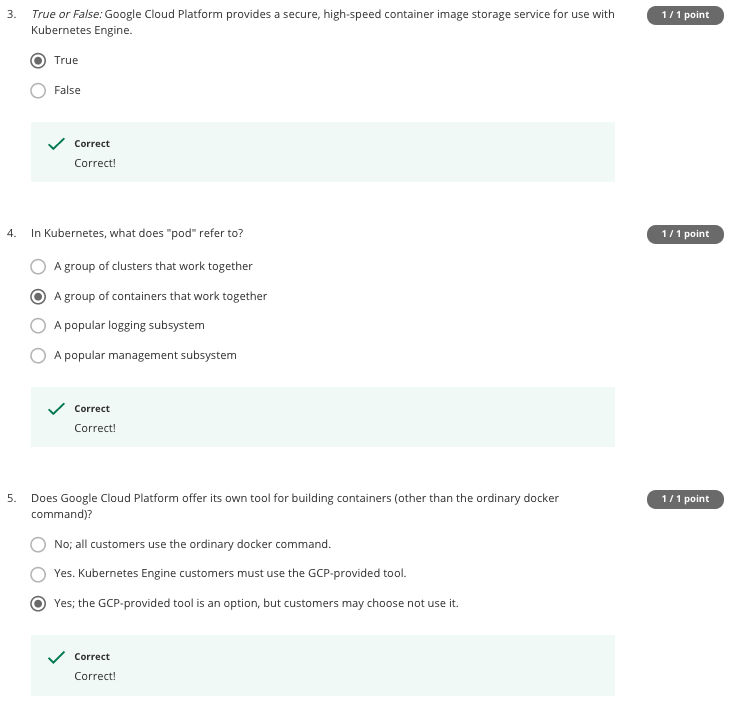 3. True or False: Google Cloud Platform provides a secure, high-speed container image storage service for use with
Kubernetes Engine.
1 / 1 point
True
False
Correct
Correct!
4. In Kubernetes, what does "pod" refer to?
1 / 1 point
A group of clusters that work together
A group of containers that work together
A popular logging subsystem
A popular management subsystem
Correct
Correct!
5. Does Google Cloud Platform offer its own tool for building containers (other than the ordinary docker
command)?
1 / 1 point
No; all customers use the ordinary docker command.
Yes. Kubernetes Engine customers must use the GCP-provided tool.
Yes; the GCP-provided tool is an option, but customers may choose not use it.
Correct
Correct!